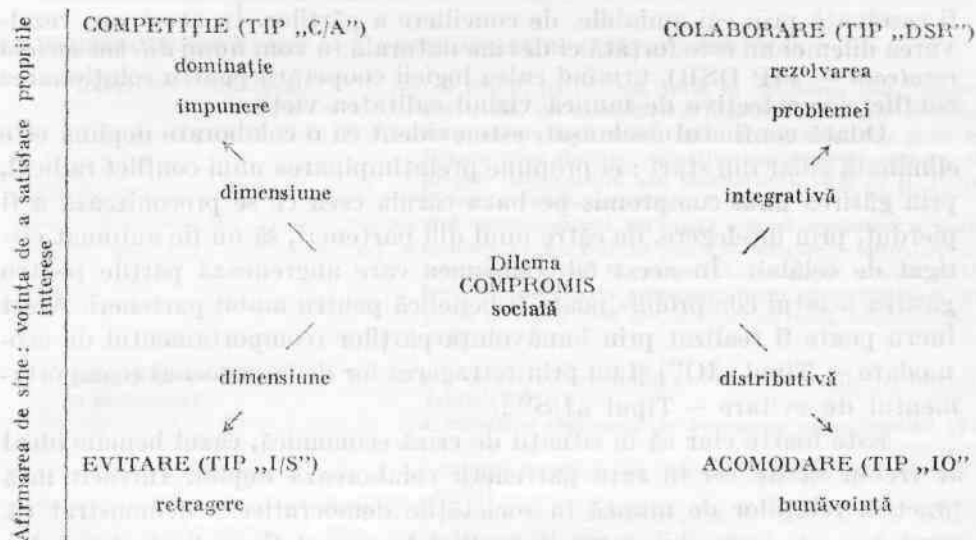 Afirmarea de sine : voința de a satisface propriile
interese
COMPETIȚIE (TIP „C/A”)
COLABORARE (TIP „DSR”)
dominație
rezolvarea
impunere
problemei
dimensiune
integrativă
Dilema
COMPROMIS
socială
dimensiune
distributivă
EVITARE (TIP „I/S”)
ACOMODARE (TIP „IO”
retragere
bunăvoință